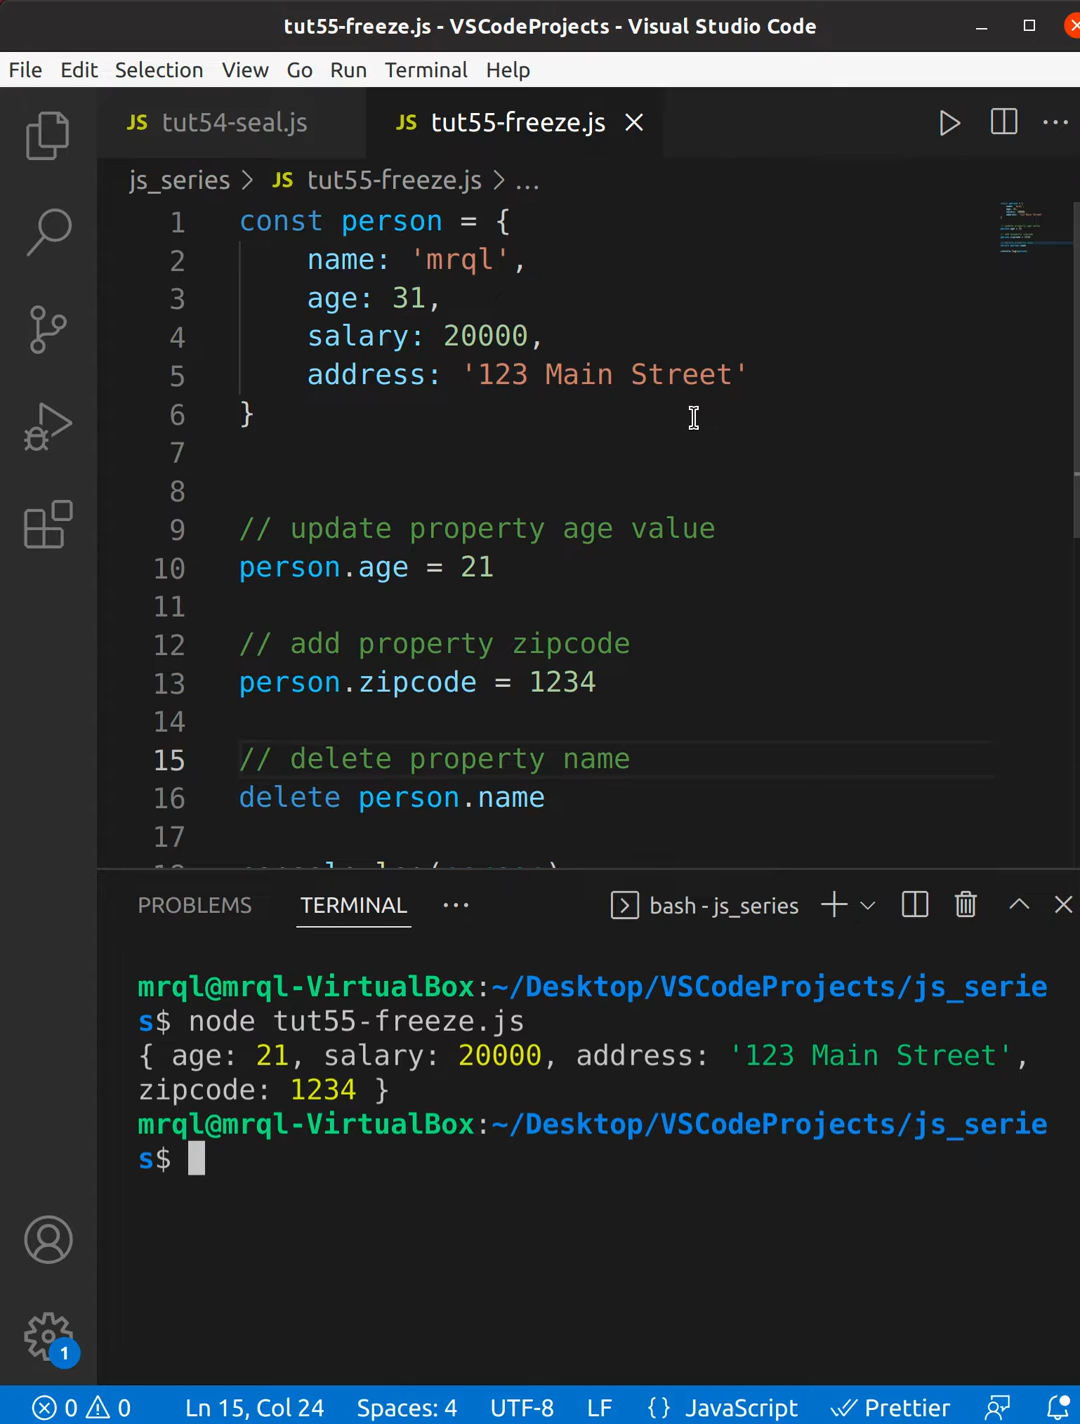 tut55-freeze.js - VSCodeProjects - Visual Studio Code
File Edit Selection View Go Run Terminal Help
JS tut54-seal.js JS tut55-freeze.js
js_series > JS tut55-freeze.js > ...
1 const person = {
2 name: 'mrql',
3 age: 31,
4 salary: 20000,
5 address: '123 Main Street'
6 }
7
8
9 // update property age value
10 person.age = 21
11
12 // add property zipcode
13 person.zipcode = 1234
14
15 // delete property name
16 delete person.name
17
PROBLEMS TERMINAL ... bash - js_series
mrql@mrql-VirtualBox:~/Desktop/VSCodeProjects/js_serie
s$ node tut55-freeze.js
{ age: 21, salary: 20000, address: '123 Main Street',
zipcode: 1234 }
mrql@mrql-VirtualBox:~/Desktop/VSCodeProjects/js_serie
s$
1
0 0 Ln 15, Col 24 Spaces: 4 UTF-8 LF {} JavaScript Prettier